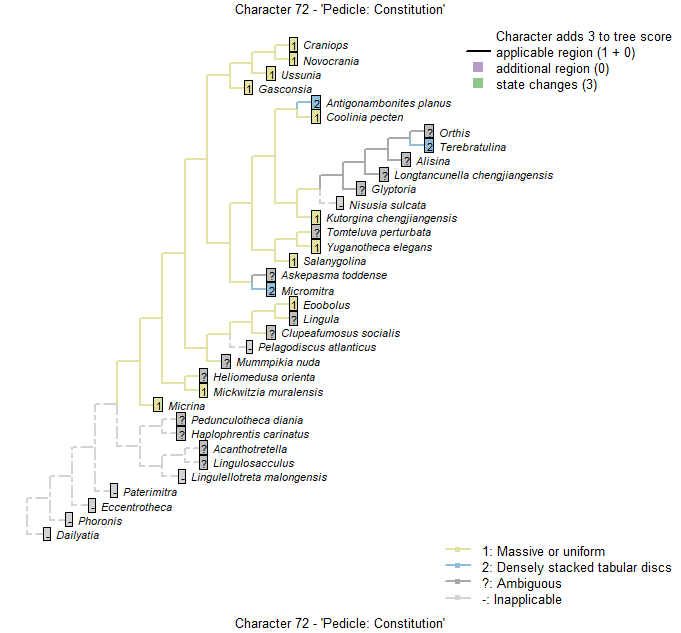 Character 72 - 'Pedicle: Constitution'
Character adds 3 to tree score
applicable region (1 + 0)
additional region (0)
state changes (3)
1 Craniops
1 Novocrania
1 Ussunia
1 Gasconsia
2 Antigonambonites planus
1 Coolinia pecten
? Orthis
2 Terebratulina
? Alisina
? Longtancunella chengjiangensis
? Glyptoria
- Nisusia sulcata
1 Kutorgina chengjiangensis
? Tomteluva perturbata
1 Yuganotheca elegans
1 Salanygolina
? Askepasma toddense
2 Micromitra
1 Eoobolus
? Lingula
? Clupeafumosus socialis
- Pelagodiscus atlanticus
? Mummpikia nuda
? Heliomedusa orienta
1 Mickwitzia muralensis
1 Micrina
? Pedunculotheca diania
? Haplophrentis carinatus
? Acanthotretella
? Lingulosacculus
- Lingulellotreta malongensis
- Paterimitra
- Eccentrotheca
- Phoronis
- Dailyatia
1: Massive or uniform
2: Densely stacked tabular discs
?: Ambiguous
-: Inapplicable
Character 72 - 'Pedicle: Constitution'